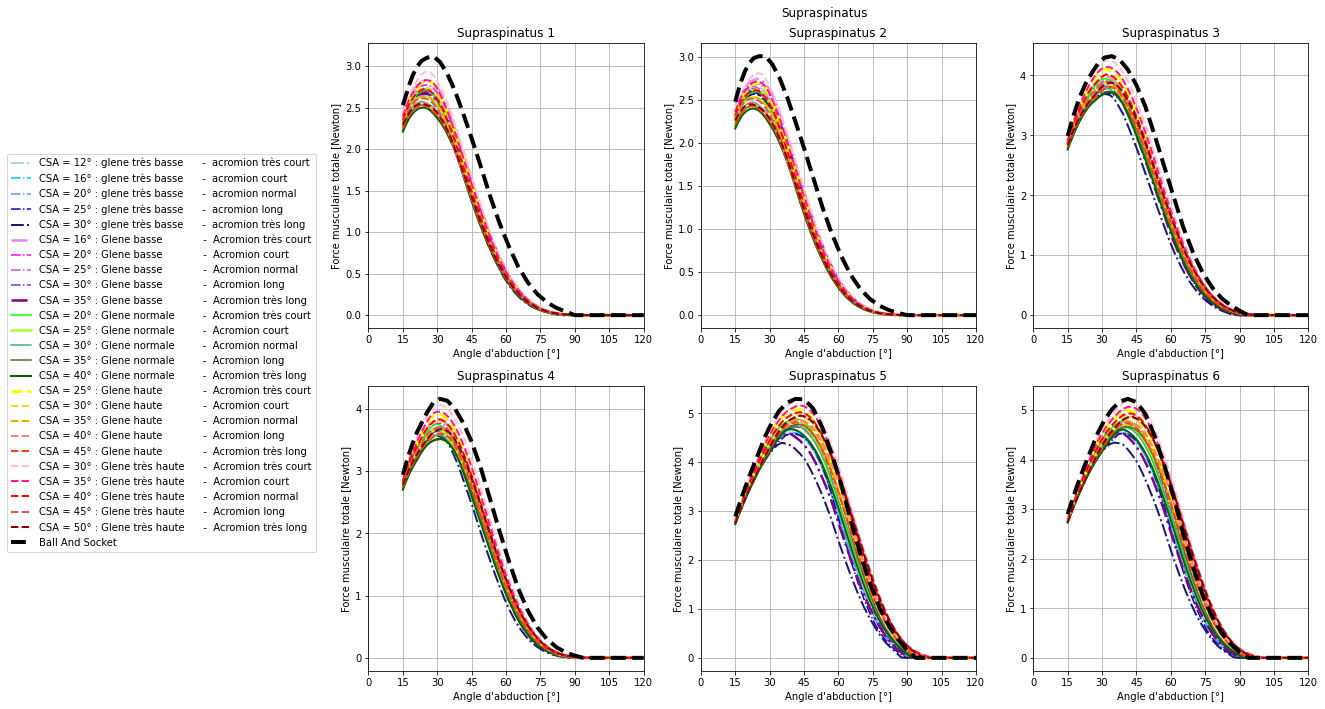 Supraspinatus
CSA = 12° : glene très basse - acromion très court
CSA = 16° : glene très basse - acromion court
CSA = 20° : glene très basse - acromion normal
CSA = 25° : glene très basse - acromion long
CSA = 30° : glene très basse - acromion très long
CSA = 16° : Glene basse - Acromion très court
CSA = 20° : Glene basse - Acromion court
CSA = 25° : Glene basse - Acromion normal
CSA = 30° : Glene basse - Acromion long
CSA = 35° : Glene basse - Acromion très long
CSA = 20° : Glene normale - Acromion très court
CSA = 25° : Glene normale - Acromion court
CSA = 30° : Glene normale - Acromion normal
CSA = 35° : Glene normale - Acromion long
CSA = 40° : Glene normale - Acromion très long
CSA = 25° : Glene haute - Acromion très court
CSA = 30° : Glene haute - Acromion court
CSA = 35° : Glene haute - Acromion normal
CSA = 40° : Glene haute - Acromion long
CSA = 45° : Glene haute - Acromion très long
CSA = 30° : Glene très haute - Acromion très court
CSA = 35° : Glene très haute - Acromion court
CSA = 40° : Glene très haute - Acromion normal
CSA = 45° : Glene très haute - Acromion long
CSA = 50° : Glene très haute - Acromion très long
Ball And Socket
Supraspinatus 1
Force musculaire totale [Newton]
3.0
2.5
2.0
1.5
1.0
0.5
0.0
0 15 30 45 60 75 90 105 120
Angle d'abduction [°]
Supraspinatus 2
Force musculaire totale [Newton]
3.0
2.5
2.0
1.5
1.0
0.5
0.0
0 15 30 45 60 75 90 105 120
Angle d'abduction [°]
Supraspinatus 3
Force musculaire totale [Newton]
4
3
2
1
0
0 15 30 45 60 75 90 105 120
Angle d'abduction [°]
Supraspinatus 4
Force musculaire totale [Newton]
4
3
2
1
0
0 15 30 45 60 75 90 105 120
Angle d'abduction [°]
Supraspinatus 5
Force musculaire totale [Newton]
5
4
3
2
1
0
0 15 30 45 60 75 90 105 120
Angle d'abduction [°]
Supraspinatus 6
Force musculaire totale [Newton]
5
4
3
2
1
0
0 15 30 45 60 75 90 105 120
Angle d'abduction [°]